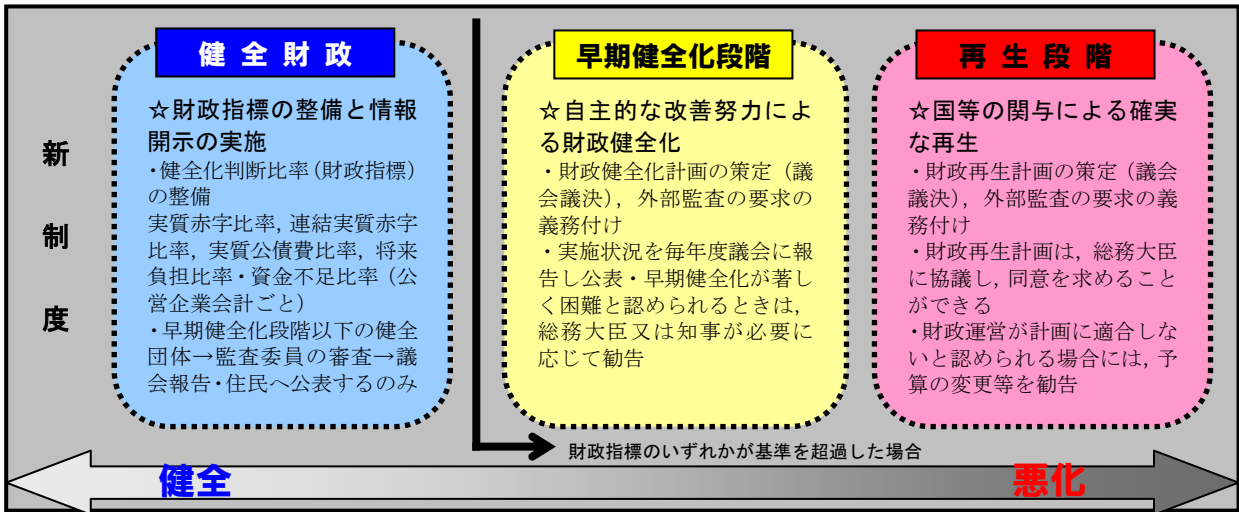 新
制
度
健全財政
☆財政指標の整備と情報
開示の実施
・健全化判断比率(財政指標)
の整備
実質赤字比率,連結実質赤字
比率,実質公債費比率,将来
負担比率・資金不足比率(公
営企業会計ごと)
・早期健全化段階以下の健全
団体→監査委員の審査→議
会報告・住民へ公表するのみ
早期健全化段階
☆自主的な改善努力によ
る財政健全化
・財政健全化計画の策定(議
会議決),外部監査の要求の
義務付け
・実施状況を毎年度議会に報
告し公表・早期健全化が著し
く困難と認められるときは,
総務大臣又は知事が必要に
応じて勧告
再生段階
☆国等の関与による確実
な再生
・財政再生計画の策定(議会
議決),外部監査の要求の義
務付け
・財政再生計画は,総務大臣
に協議し,同意を求めること
ができる
・財政運営が計画に適合しな
いと認められる場合には,予
算の変更等を勧告
財政指標のいずれかが基準を超過した場合
健全
悪化